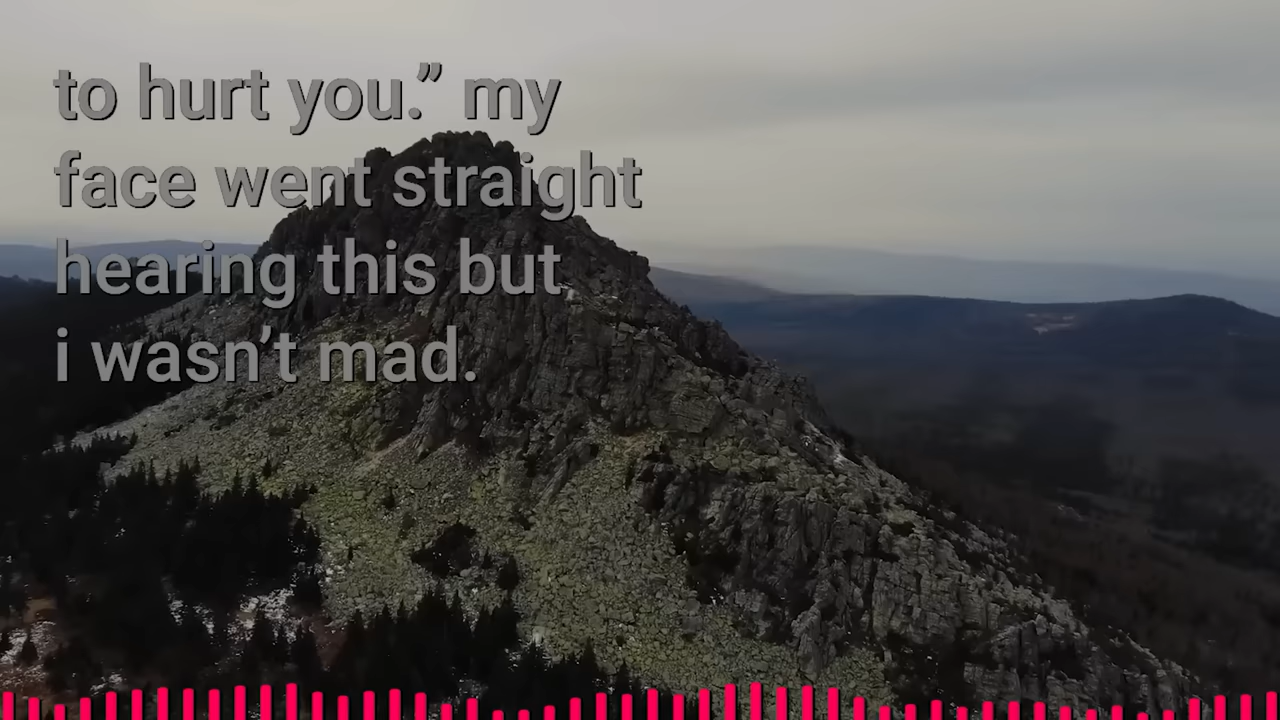 to hurt you.” my
face went straight
hearing this but
i wasn’t mad.